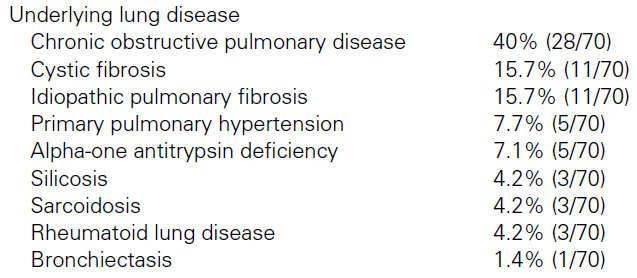 Underlying lung disease
Chronic obstructive pulmonary disease 40% (28/70)
Cystic fibrosis 15.7% (11/70)
Idiopathic pulmonary fibrosis 15.7% (11/70)
Primary pulmonary hypertension 7.7% (5/70)
Alpha-one antitrypsin deficiency 7.1% (5/70)
Silicosis 4.2% (3/70)
Sarcoidosis 4.2% (3/70)
Rheumatoid lung disease 4.2% (3/70)
Bronchiectasis 1.4% (1/70)